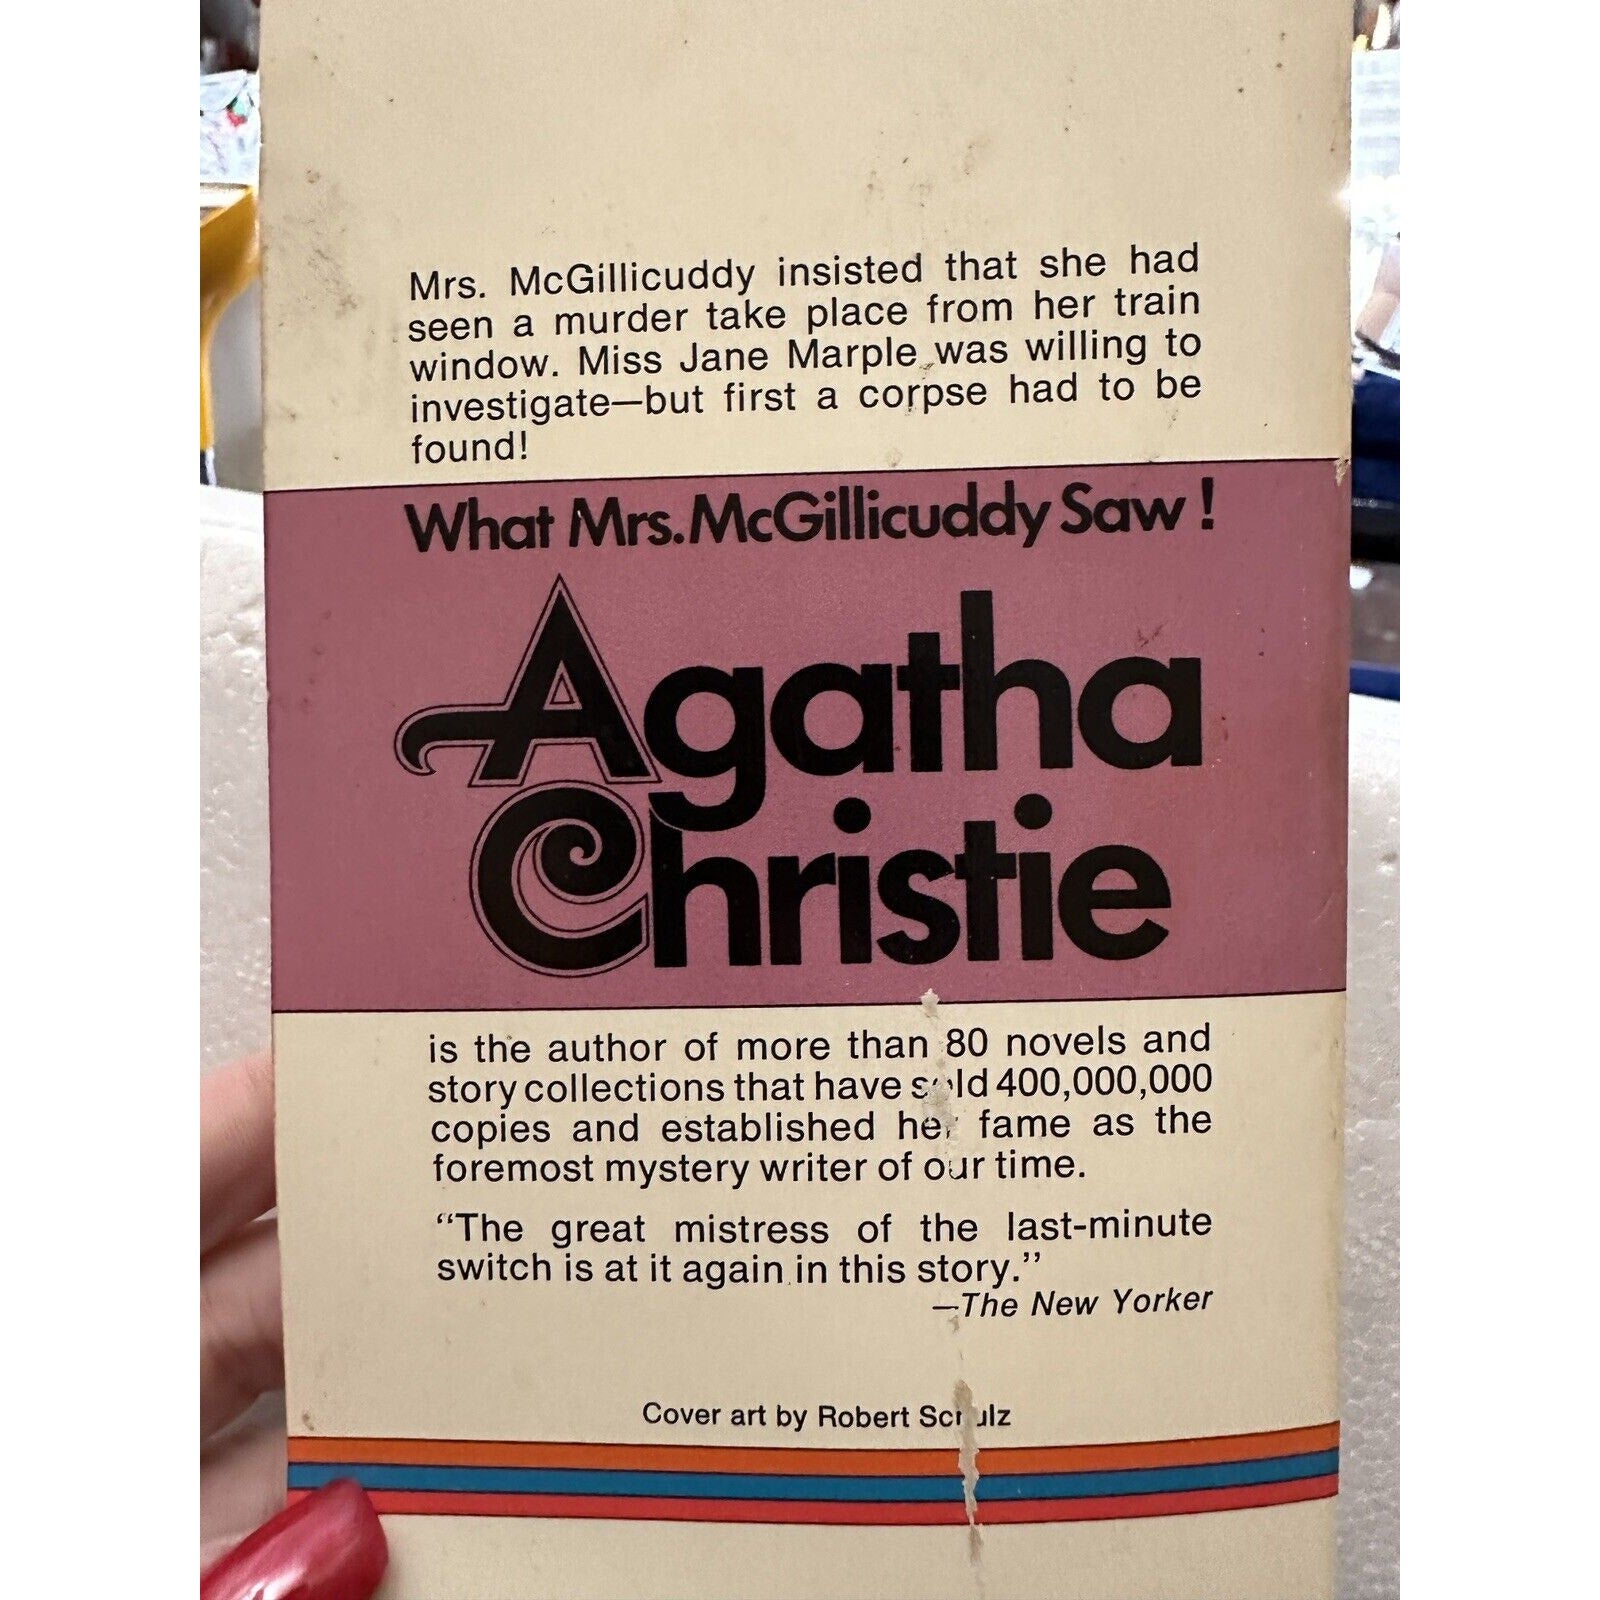 Mrs. McGillicuddy insisted that she had
seen a murder take place from her train
window. Miss Jane Marple was willing to
investigate—but first a corpse had to be
found!
What Mrs. McGillicuddy Saw!
Agatha
Christie
is the author of more than 80 novels and
story collections that have sold 400,000,000
copies and established her fame as the
foremost mystery writer of our time.
“The great mistress of the last-minute
switch is at it again in this story.”
—The New Yorker
Cover art by Robert Schulz